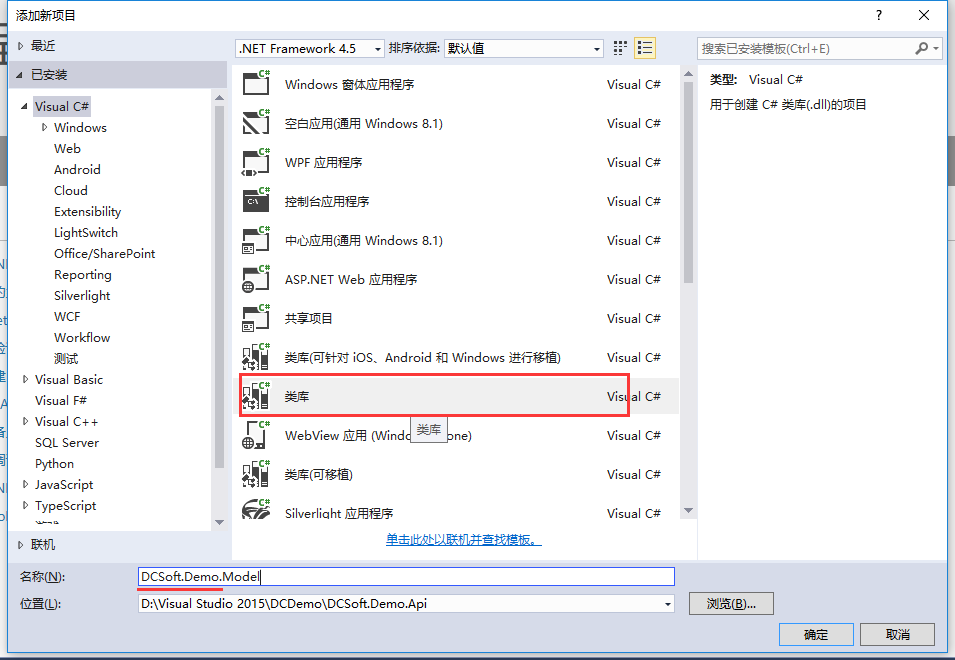 添加新项目
?
最近
.NET Framework 4.5
排序依据:
默认值
搜索已安装模板(Ctrl+E)
已安装
Visual C#
Windows
Web
Android
Cloud
Extensibility
LightSwitch
Office/SharePoint
Reporting
Silverlight
WCF
Workflow
测试
Visual Basic
Visual F#
Visual C++
SQL Server
Python
JavaScript
TypeScript
联机
Windows 窗体应用程序 Visual C#
空白应用(通用 Windows 8.1) Visual C#
WPF 应用程序 Visual C#
控制台应用程序 Visual C#
中心应用(通用 Windows 8.1) Visual C#
ASP.NET Web 应用程序 Visual C#
共享项目 Visual C#
类库(可针对 iOS、Android 和 Windows 进行移植) Visual C#
类库 Visual C#
类库
WebView 应用 (Windo one) Visual C#
类库(可移植) Visual C#
Silverlight 应用程序 Visual C#
单击此处以联机并查找模板。
类型: Visual C#
用于创建 C# 类库(.dll)的项目
名称(N):
DCSoft.Demo.Model
位置(L):
D:\Visual Studio 2015\DCDemo\DCSoft.Demo.Api
浏览(B)...
确定
取消